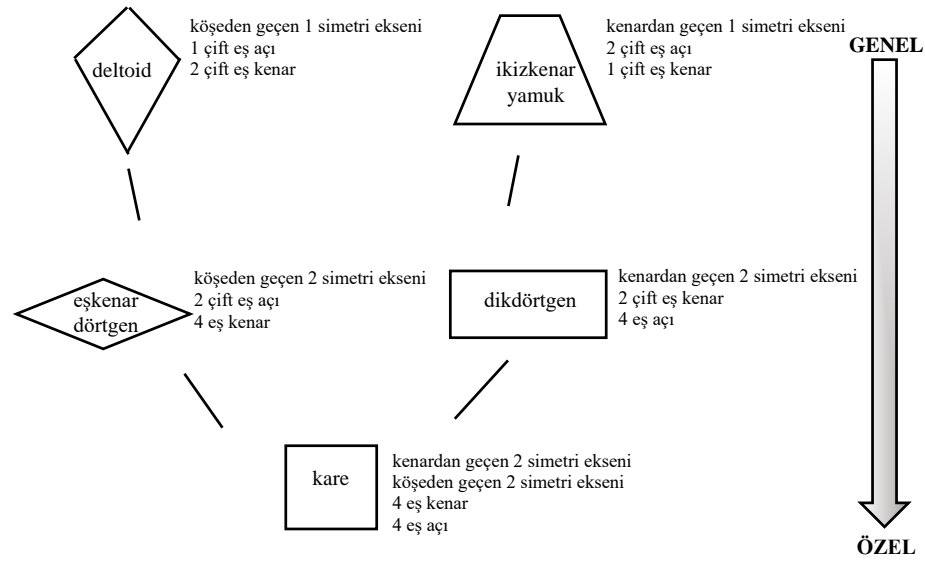 köşeden geçen 1 simetri ekseni
1 çift eş açı
2 çift eş kenar
deltoid
kenardan geçen 1 simetri ekseni
2 çift eş açı
1 çift eş kenar
ikizkenar
yamuk
GENEL
köşeden geçen 2 simetri ekseni
2 çift eş açı
4 eş kenar
eşkenar
dörtgen
kenardan geçen 2 simetri ekseni
2 çift eş kenar
4 eş açı
dikdörtgen
kare
kenardan geçen 2 simetri ekseni
köşeden geçen 2 simetri ekseni
4 eş kenar
4 eş açı
ÖZEL